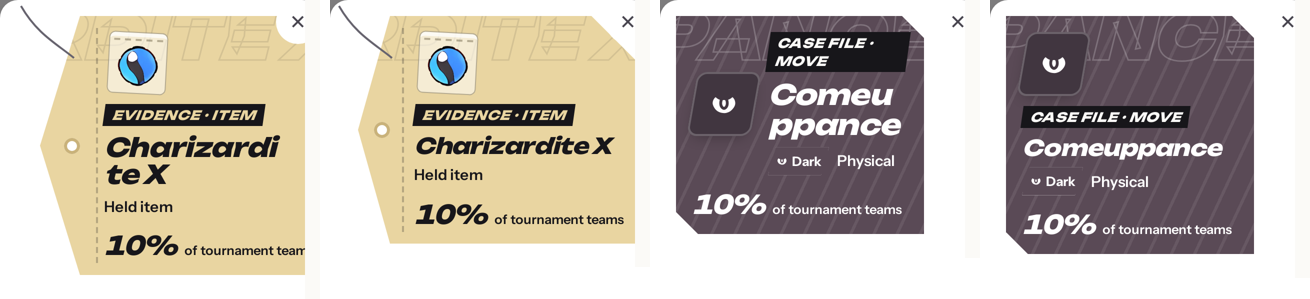 EVIDENCE · ITEM
Charizardi
te X
Held item
10% of tournament team
EVIDENCE · ITEM
Charizardite X
Held item
10% of tournament teams
CASE FILE ·
MOVE
Comeu
ppance
Dark Physical
10% of tournament teams
CASE FILE · MOVE
Comeuppance
Dark Physical
10% of tournament teams